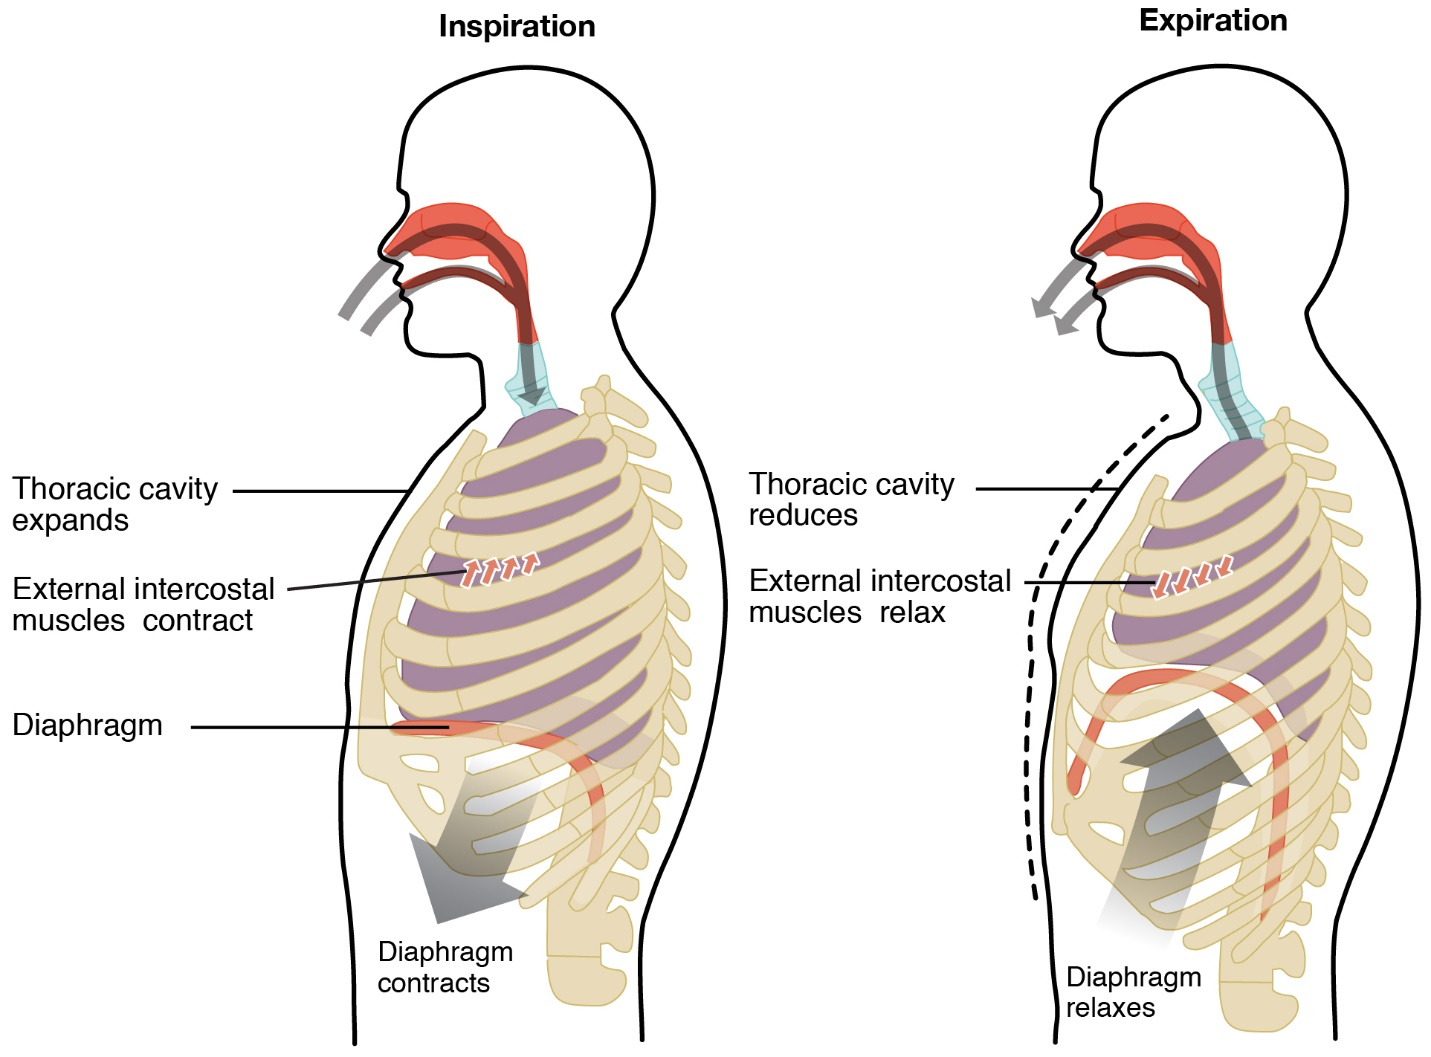 Inspiration
Thoracic cavity
expands
External intercostal
muscles contract
Diaphragm
Diaphragm
contracts
Expiration
Thoracic cavity
reduces
External intercostal
muscles relax
Diaphragm
relaxes